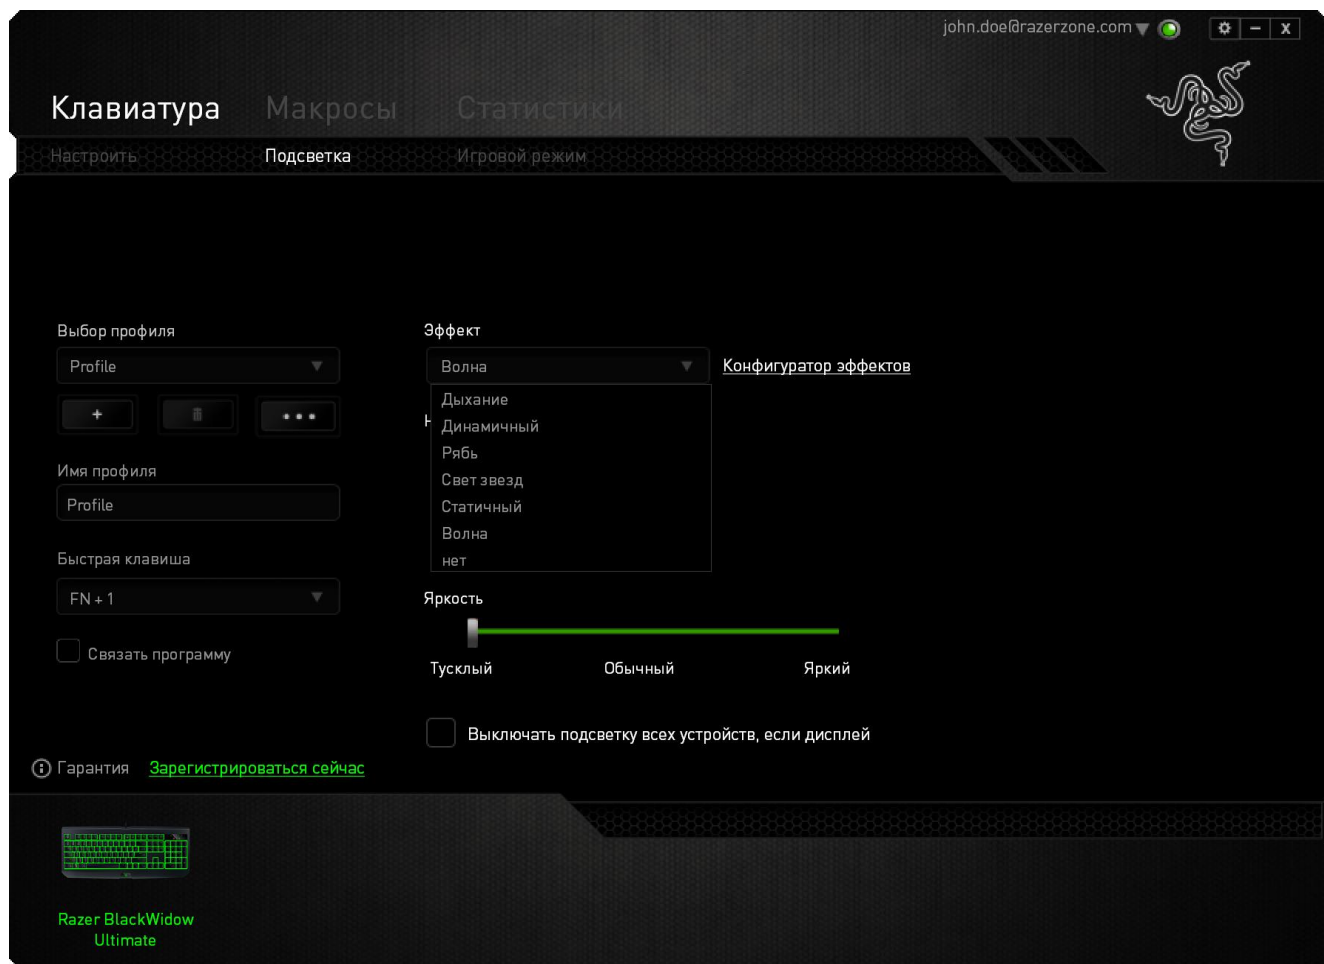 john.doe@razerzone.com
Клавиатура
Макросы
Статистики
Настроить
Подсветка
Игровой режим
Выбор профиля
Profile
Имя профиля
Profile
Быстрая клавиша
FN + 1
Связать программу
Эффект
Волна
Конфигуратор эффектов
Дыхание
Динамичный
Рябь
Свет звезд
Статичный
Волна
нет
Яркость
Тусклый
Обычный
Яркий
Выключать подсветку всех устройств, если дисплей
Гарантия
Зарегистрироваться сейчас
Razer BlackWidow
Ultimate